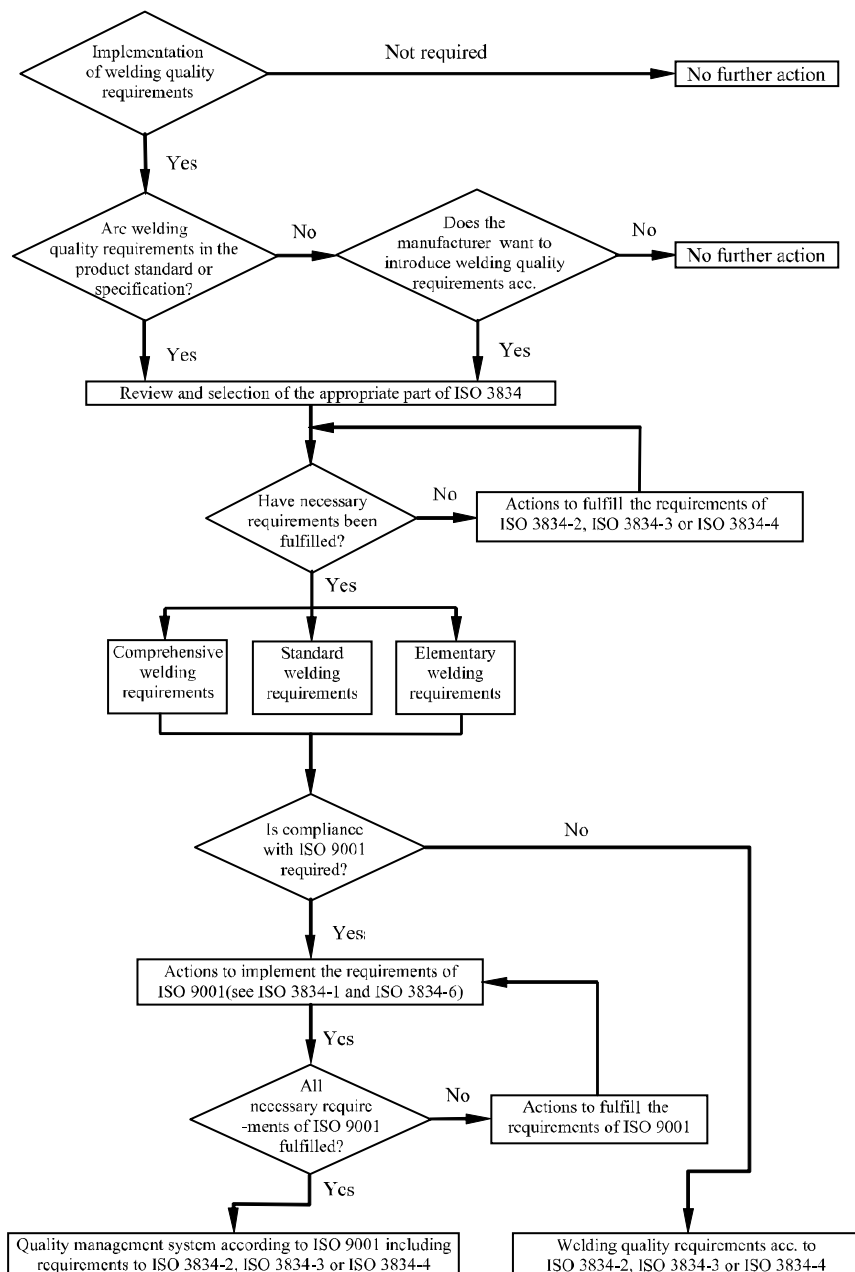 Implementation
of welding quality
requirements
Not required
No further action
Yes
Arc welding
quality requirements in the
product standard or
specification?
No
Does the
manufacturer want to
introduce welding quality
requirements acc.
No
No further action
Yes
Yes
Review and selection of the appropriate part of ISO 3834
Have necessary
requirements been
fulfilled?
No
Actions to fulfill the requirements of
ISO 3834-2, ISO 3834-3 or ISO 3834-4
Yes
Comprehensive
welding
requirements
Standard
welding
requirements
Elementary
welding
requirements
Is compliance
with ISO 9001
required?
No
Yes
Actions to implement the requirements of
ISO 9001(see ISO 3834-1 and ISO 3834-6)
Yes
All
necessary require
-ments of ISO 9001
fulfilled?
No
Actions to fulfill the
requirements of ISO 9001
Yes
Quality management system according to ISO 9001 including
requirements to ISO 3834-2, ISO 3834-3 or ISO 3834-4
Welding quality requirements acc. to
ISO 3834-2, ISO 3834-3 or ISO 3834-4